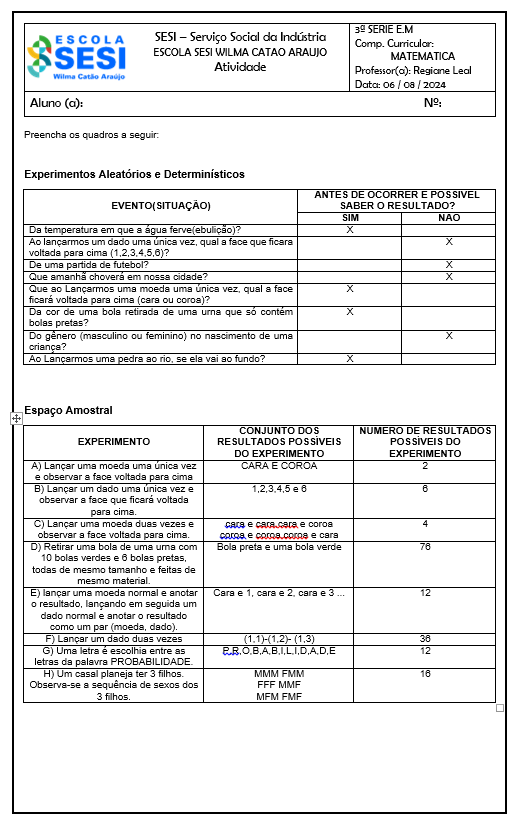 ESCOLA
SESI
Wilma Catão Araújo
SESI – Serviço Social da Indústria
ESCOLA SESI WILMA CATAO ARAUJO
Atividade
3º SERIE E.M
Comp. Curricular:
MATEMATICA
Professor(a): Regiane Leal
Data: 06 / 08 / 2024
Aluno (a): Nº:
Preencha os quadros a seguir:
Experimentos Aleatórios e Determinísticos
EVENTO(SITUAÇÃO)
ANTES DE OCORRER É POSSÍVEL
SABER O RESULTADO?
SIM NÃO
Da temperatura em que a água ferve(ebulição)? X
Ao lançarmos um dado uma única vez, qual a face que ficara X
voltada para cima (1,2,3,4,5,6)?
De uma partida de futebol? X
Que amanhã choverá em nossa cidade? X
Que ao Lançarmos uma moeda uma única vez, qual a face X
ficará voltada para cima (cara ou coroa)?
Da cor de uma bola retirada de uma urna que só contém X
bolas pretas?
Do gênero (masculino ou feminino) no nascimento de uma X
criança?
Ao Lançarmos uma pedra ao rio, se ela vai ao fundo? X
Espaço Amostral
EXPERIMENTO
CONJUNTO DOS
RESULTADOS POSSÍVEIS
DO EXPERIMENTO
NÚMERO DE RESULTADOS
POSSÍVEIS DO
EXPERIMENTO
A) Lançar uma moeda uma única vez CARA E COROA 2
e observar a face voltada para cima
B) Lançar um dado uma única vez e 1,2,3,4,5 e 6 6
observar a face que ficará voltada
para cima.
C) Lançar uma moeda duas vezes e cara e cara,cara e coroa 4
observar a face voltada para cima. coroa e coroa,coroa e cara
D) Retirar uma bola de uma urna com Bola preta e uma bola verde 76
10 bolas verdes e 6 bolas pretas,
todas de mesmo tamanho e feitas de
mesmo material.
E) lançar uma moeda normal e anotar Cara e 1, cara e 2, cara e 3 ... 12
o resultado, lançando em seguida um
dado normal e anotar o resultado
como um par (moeda, dado).
F) Lançar um dado duas vezes (1,1)-(1,2)- (1,3) 36
G) Uma letra é escolhia entre as P,R,O,B,A,B,I,L,I,D,A,D,E 12
letras da palavra PROBABILIDADE.
H) Um casal planeja ter 3 filhos. MMM FMM 16
Observa-se a sequência de sexos dos FFF MMF
3 filhos. MFM FMF